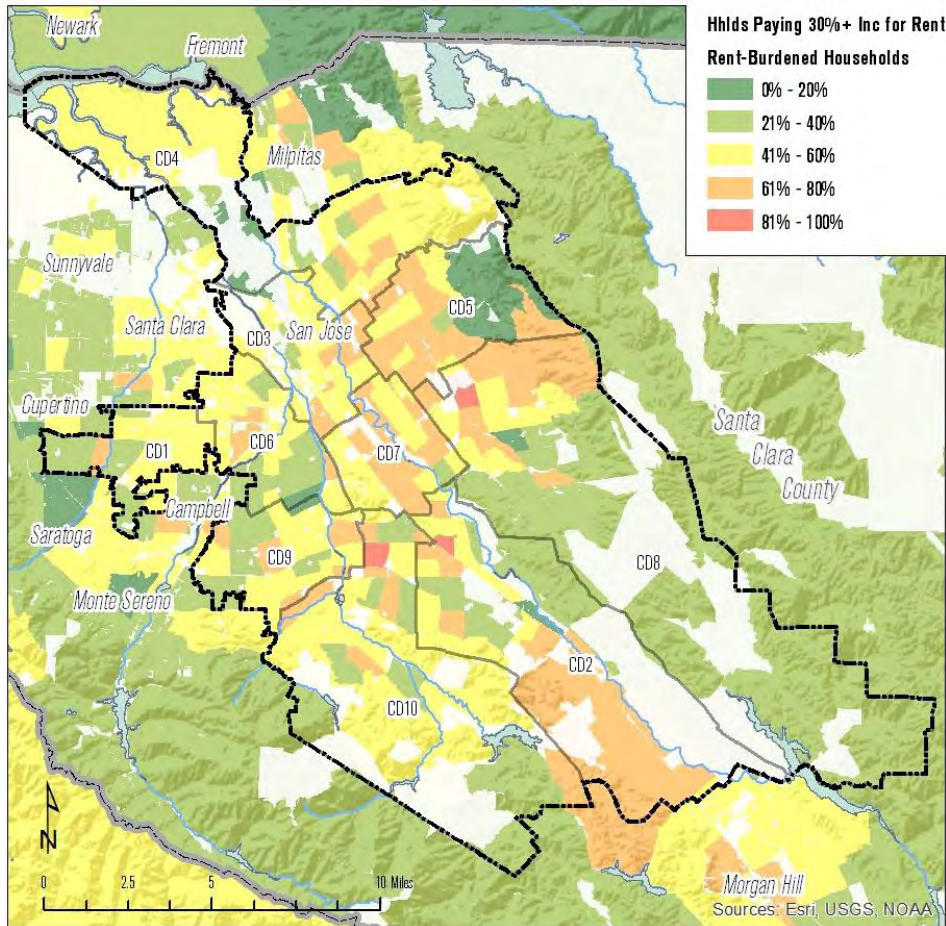 Hhlds Paying 30%+ Inc for Rent
Rent-Burdened Households
0% - 20%
21% - 40%
41% - 60%
61% - 80%
81% - 100%
Newark
Fremont
CD4
Milpitas
Sunnyvale
Santa Clara
CD3
San Jose
CD5
Cupertino
CD1
CD6
CD7
Santa
Clara
County
Campbell
Saratoga
CD9
CD8
Monte Sereno
CD2
CD10
N
0 2.5 5 10 Miles
Morgan Hill
Sources: Esri, USGS, NOAA